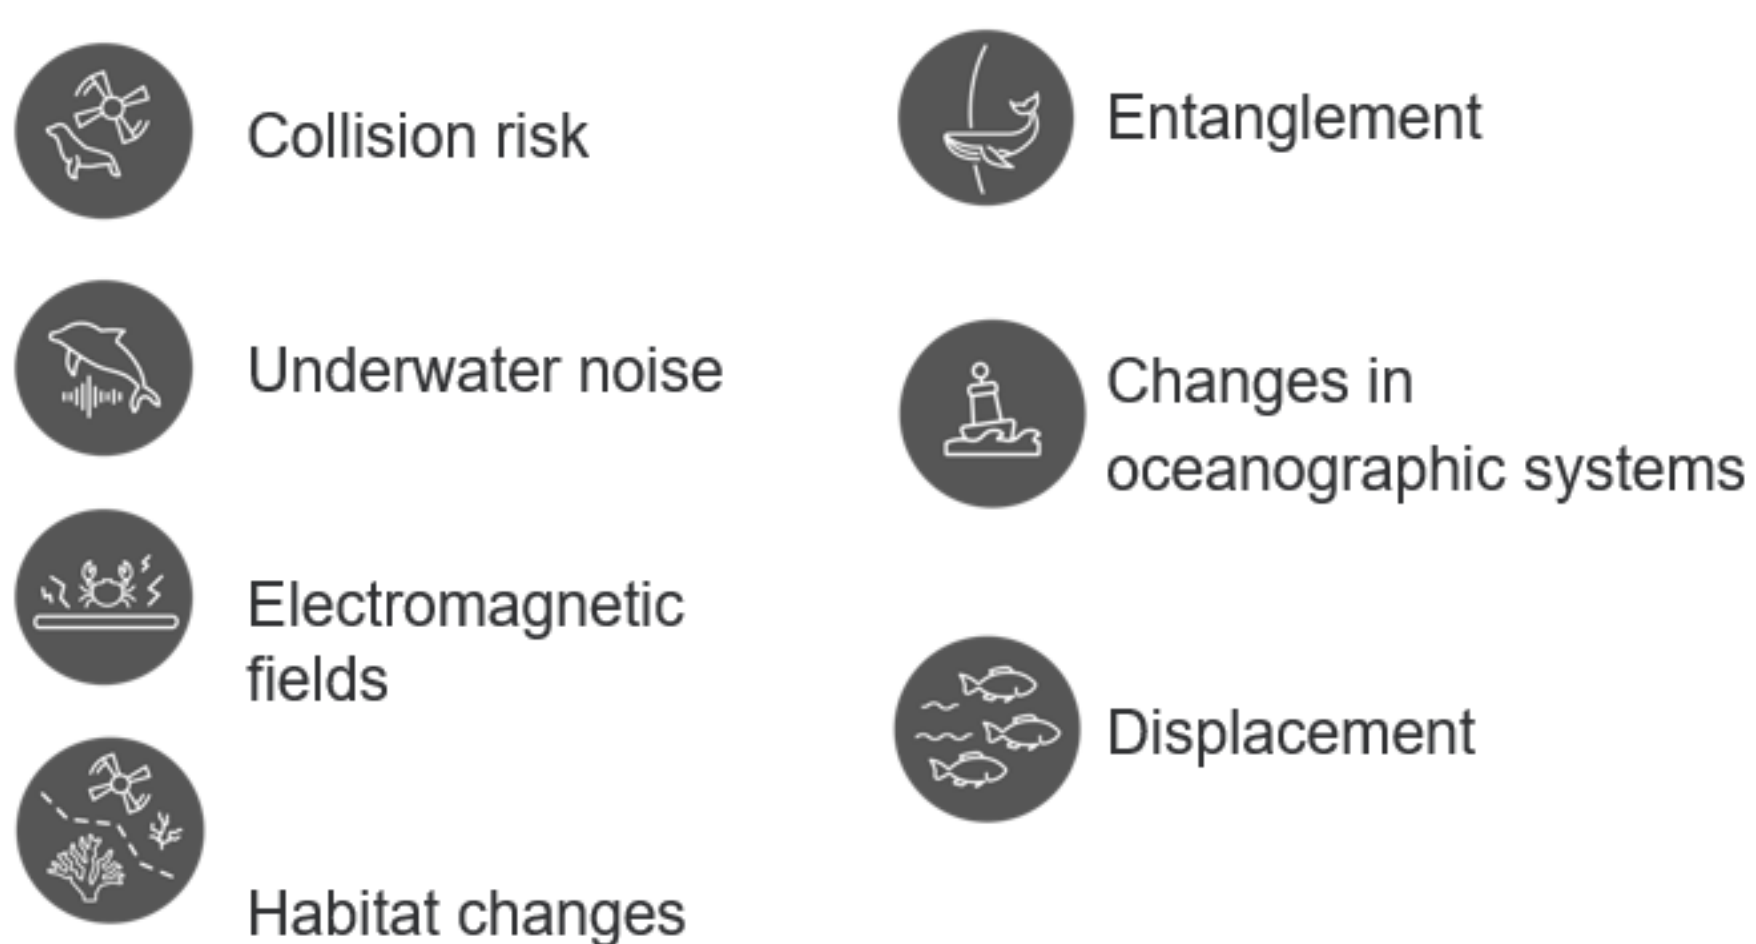 Collision risk
Underwater noise
Electromagnetic
fields
Habitat changes
Entanglement
Changes in
oceanographic systems
Displacement